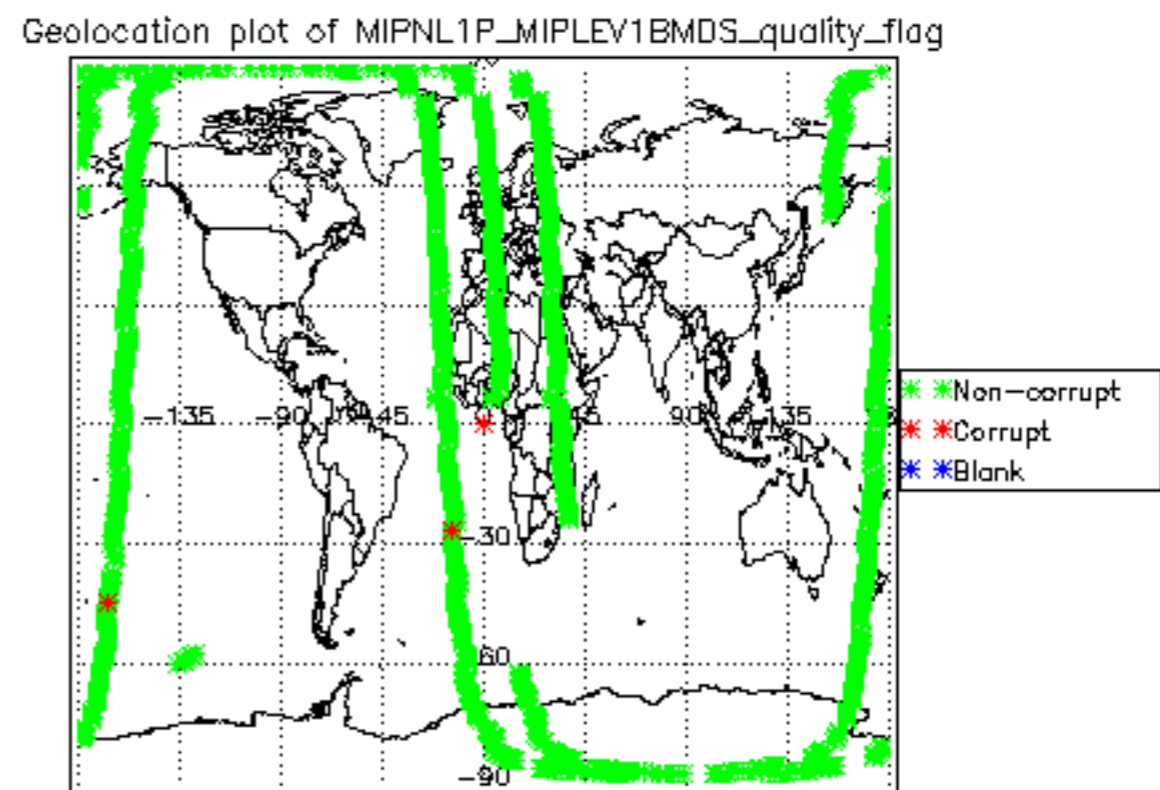 Geolocation plot of MIPNL1P_MIPLEV1BMDS_quality_flag
Non-corrupt
-135 -90 -45 45 90 135
Corrupt
Blank
-30
-60
-90